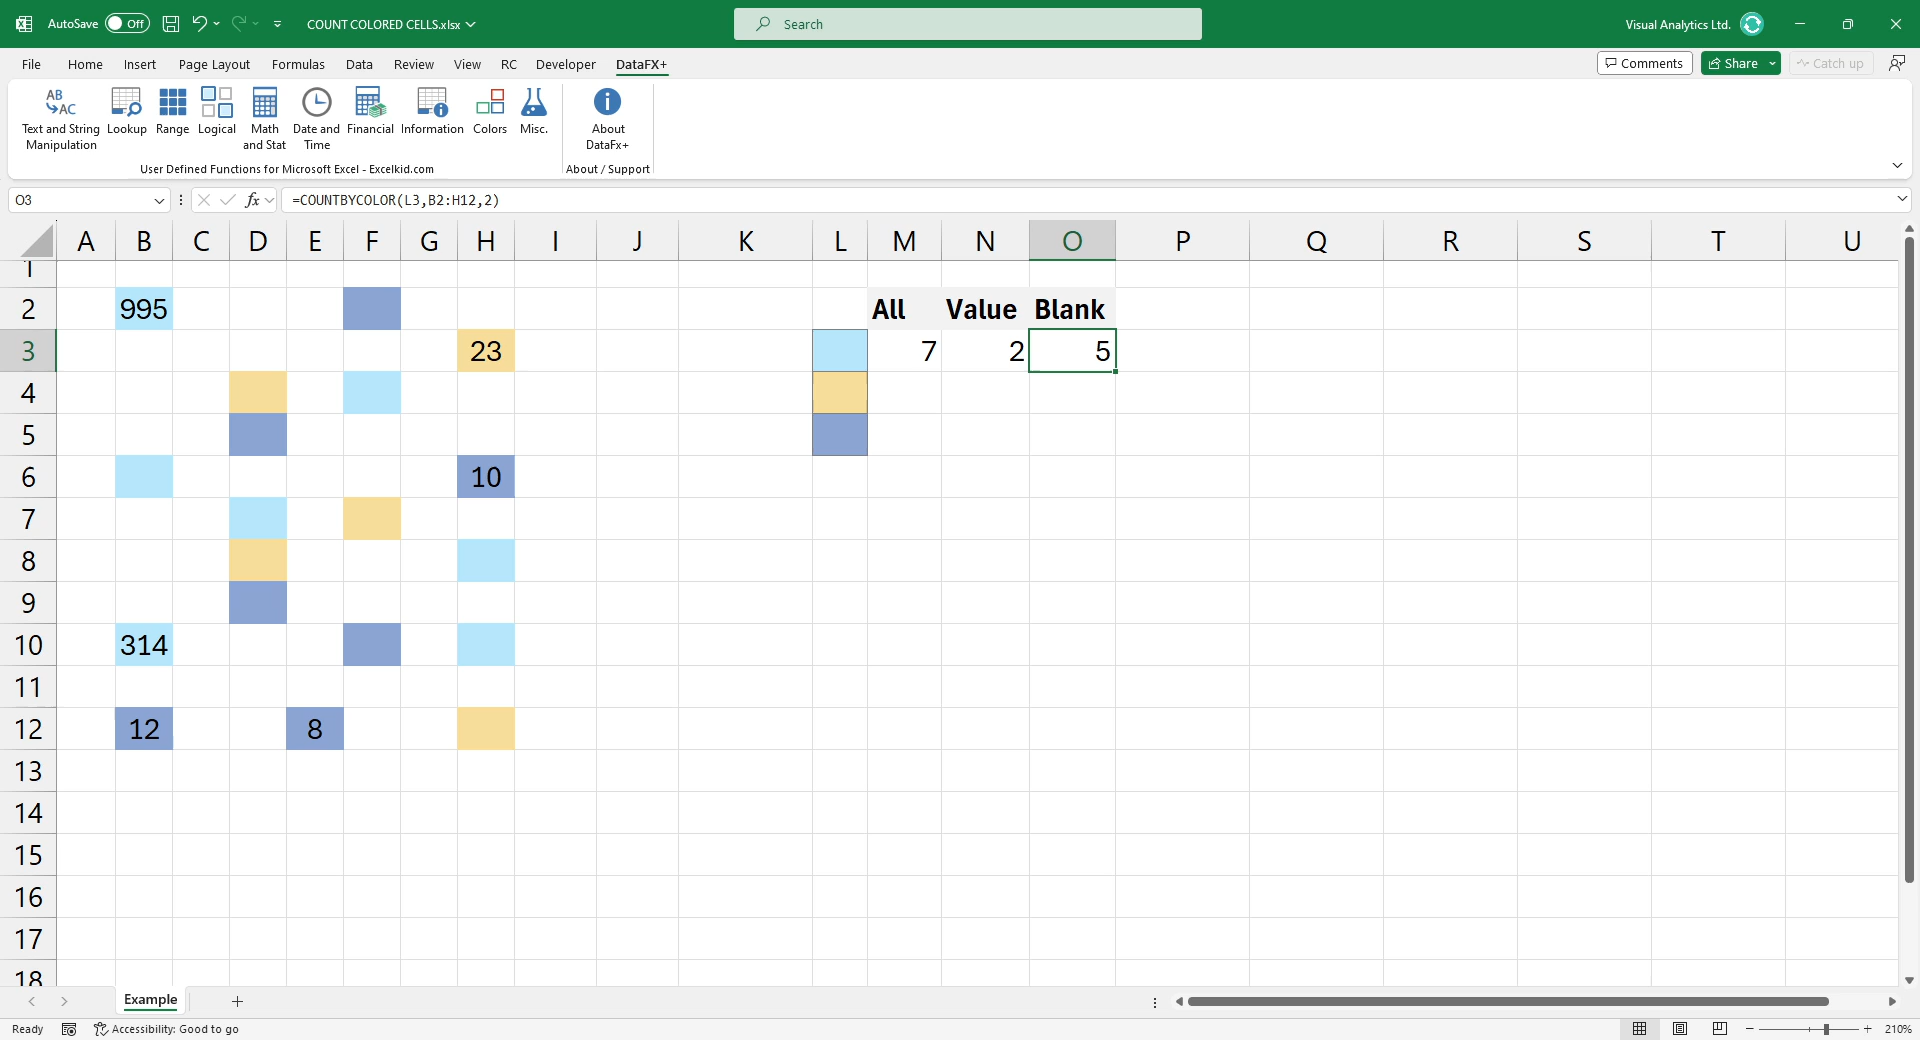 AutoSave Off COUNT COLORED CELLS.xlsx Search Visual Analytics Ltd.
File Home Insert Page Layout Formulas Data Review View RC Developer DataFX+ Comments Share Catch up
AB
AC
Text and String Manipulation Lookup Range Logical Math and Stat Date and Time Financial Information Colors Misc. About DataFx+
User Defined Functions for Microsoft Excel - Excelkid.com About / Support
O3 fx =COUNTBYCOLOR(L3,B2:H12,2)
A B C D E F G H I J K L M N O P Q R S T U
1
2 995 All Value Blank
3 23 7 2 5
4
5
6 10
7
8
9
10 314
11
12 12 8
13
14
15
16
17
18
Example
Ready Accessibility: Good to go 210%